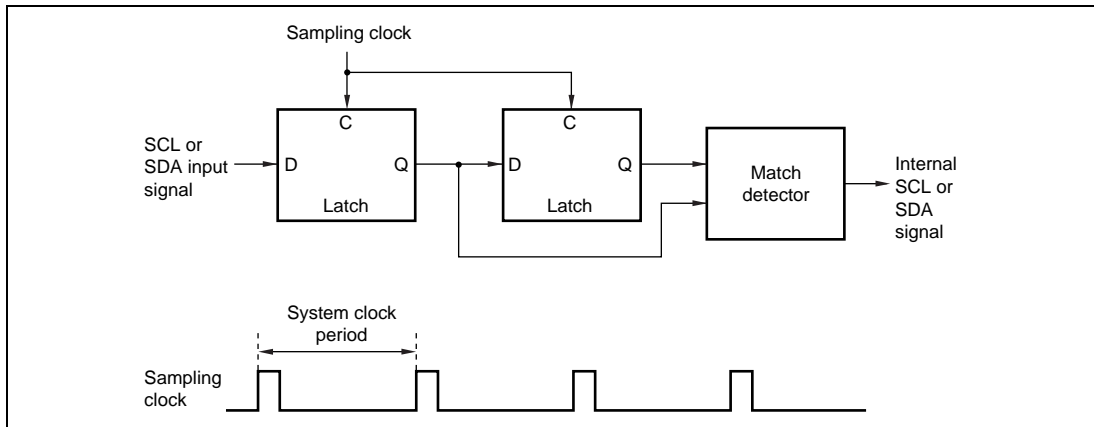 Sampling clock
C
C
SCL or
SDA input
signal
D
Q
D
Q
Latch
Latch
Match
detector
Internal
SCL or
SDA
signal
System clock
period
Sampling
clock